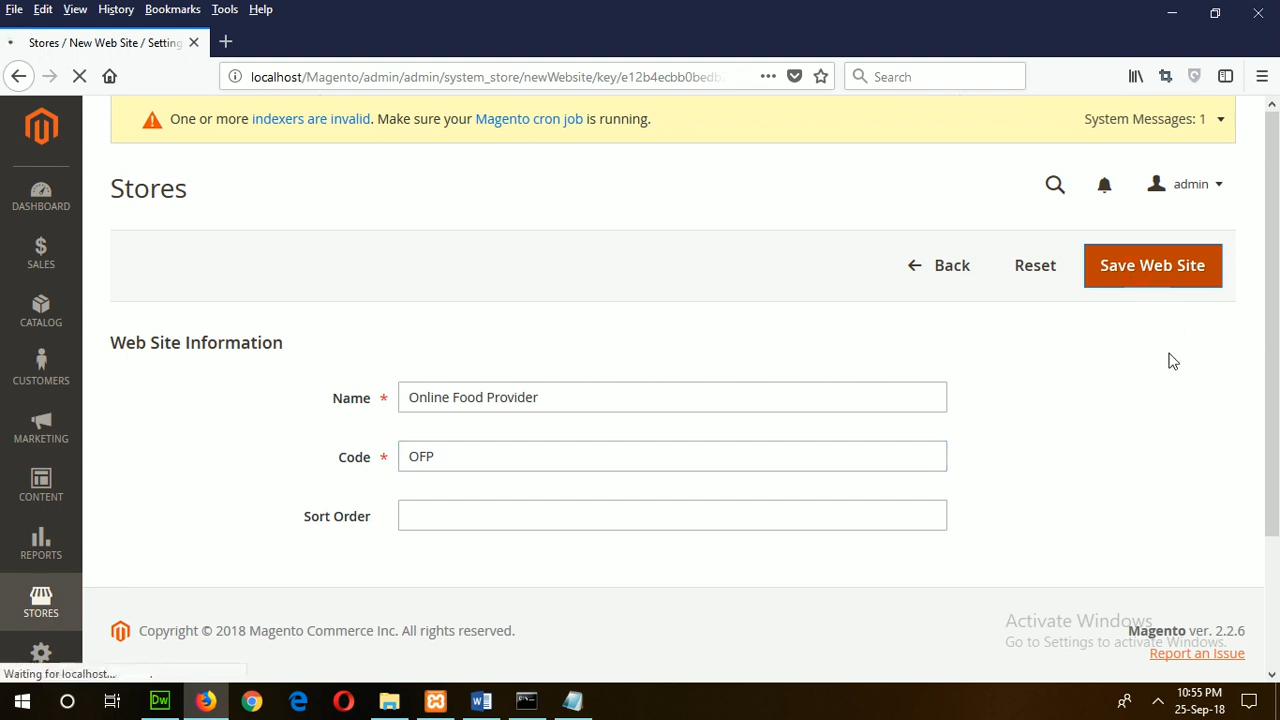 File Edit View History Bookmarks Tools Help
Stores / New Web Site / Setting
localhost/Magento/admin/admin/system_store/newWebsite/key/e12b4ecbb0bedb
Search
One or more indexers are invalid. Make sure your Magento cron job is running.
System Messages: 1
Stores
admin
Back
Reset
Save Web Site
DASHBOARD
SALES
CATALOG
CUSTOMERS
MARKETING
CONTENT
REPORTS
STORES
Web Site Information
Name * Online Food Provider
Code * OFP
Sort Order
Copyright © 2018 Magento Commerce Inc. All rights reserved.
Activate Windows
Magento ver. 2.2.6
Go to Settings to activate Windows.
Report an Issue
Waiting for localhost...
Dw
10:55 PM
25-Sep-18